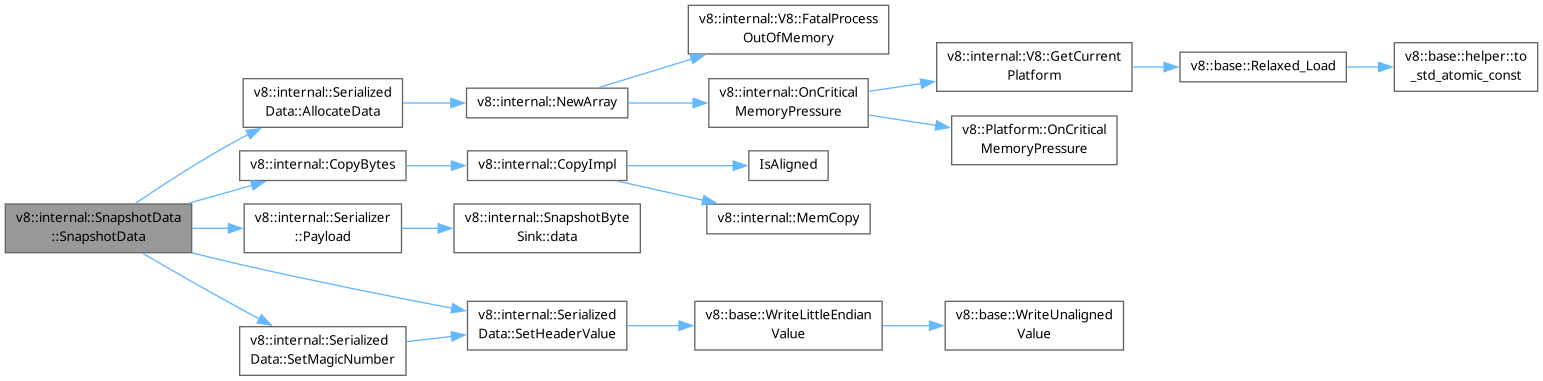 v8::internal::SnapshotData
::SnapshotData
v8::internal::Serialized
Data::AllocateData
v8::internal::NewArray
v8::internal::V8::FatalProcess
OutOfMemory
v8::internal::OnCritical
MemoryPressure
v8::internal::V8::GetCurrent
Platform
v8::base::Relaxed_Load
v8::base::helper::to
_std_atomic_const
v8::Platform::OnCritical
MemoryPressure
v8::internal::CopyBytes
v8::internal::CopyImpl
IsAligned
v8::internal::MemCopy
v8::internal::Serializer
::Payload
v8::internal::SnapshotByte
Sink::data
v8::internal::Serialized
Data::SetHeaderValue
v8::base::WriteLittleEndian
Value
v8::base::WriteUnaligned
Value
v8::internal::Serialized
Data::SetMagicNumber